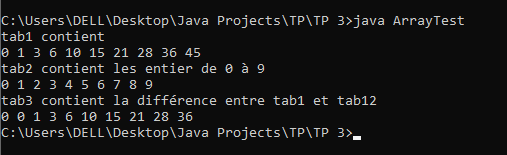 C:\Users\DELL\Desktop\Java Projects\TP\TP 3>java ArrayTest
tab1 contient
0 1 3 6 10 15 21 28 36 45
tab2 contient les entier de 0 à 9
0 1 2 3 4 5 6 7 8 9
tab3 contient la différence entre tab1 et tab12
0 0 1 3 6 10 15 21 28 36
C:\Users\DELL\Desktop\Java Projects\TP\TP 3>